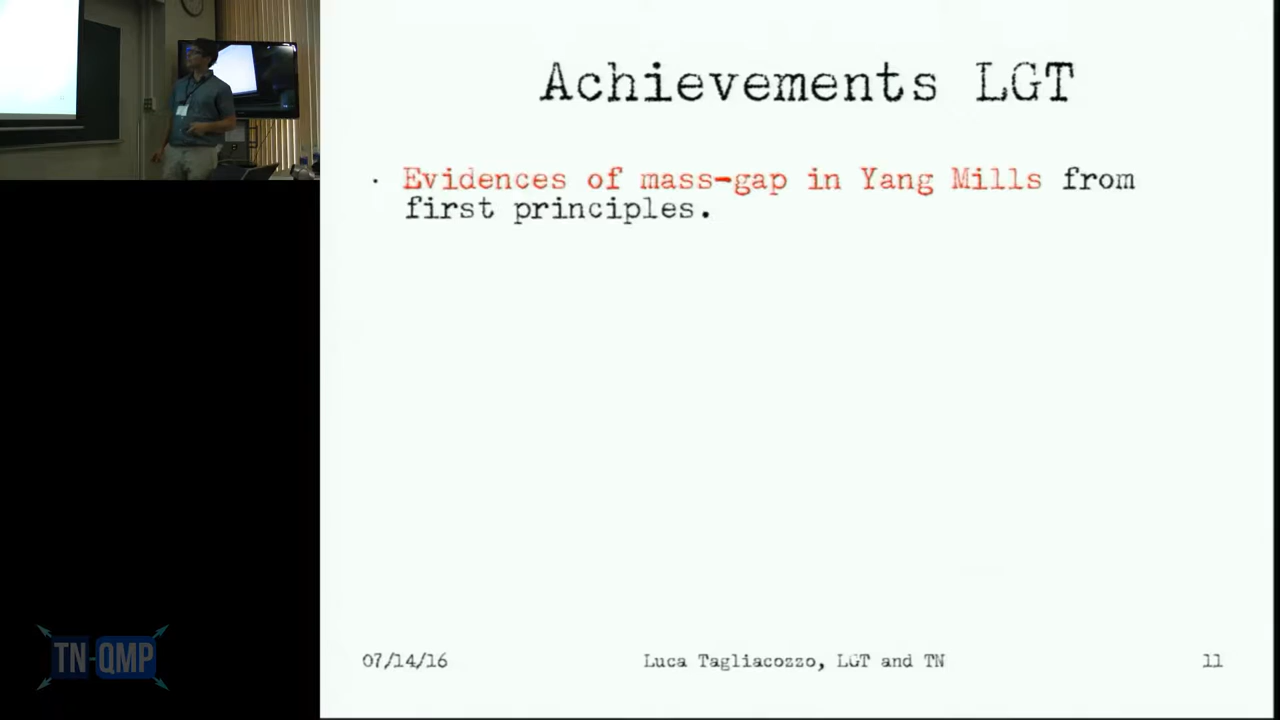 Achievements LGT
· Evidences of mass-gap in Yang Mills from
first principles.
07/14/16
Luca Tagliacozzo, LGT and TN
11
TN-QMP